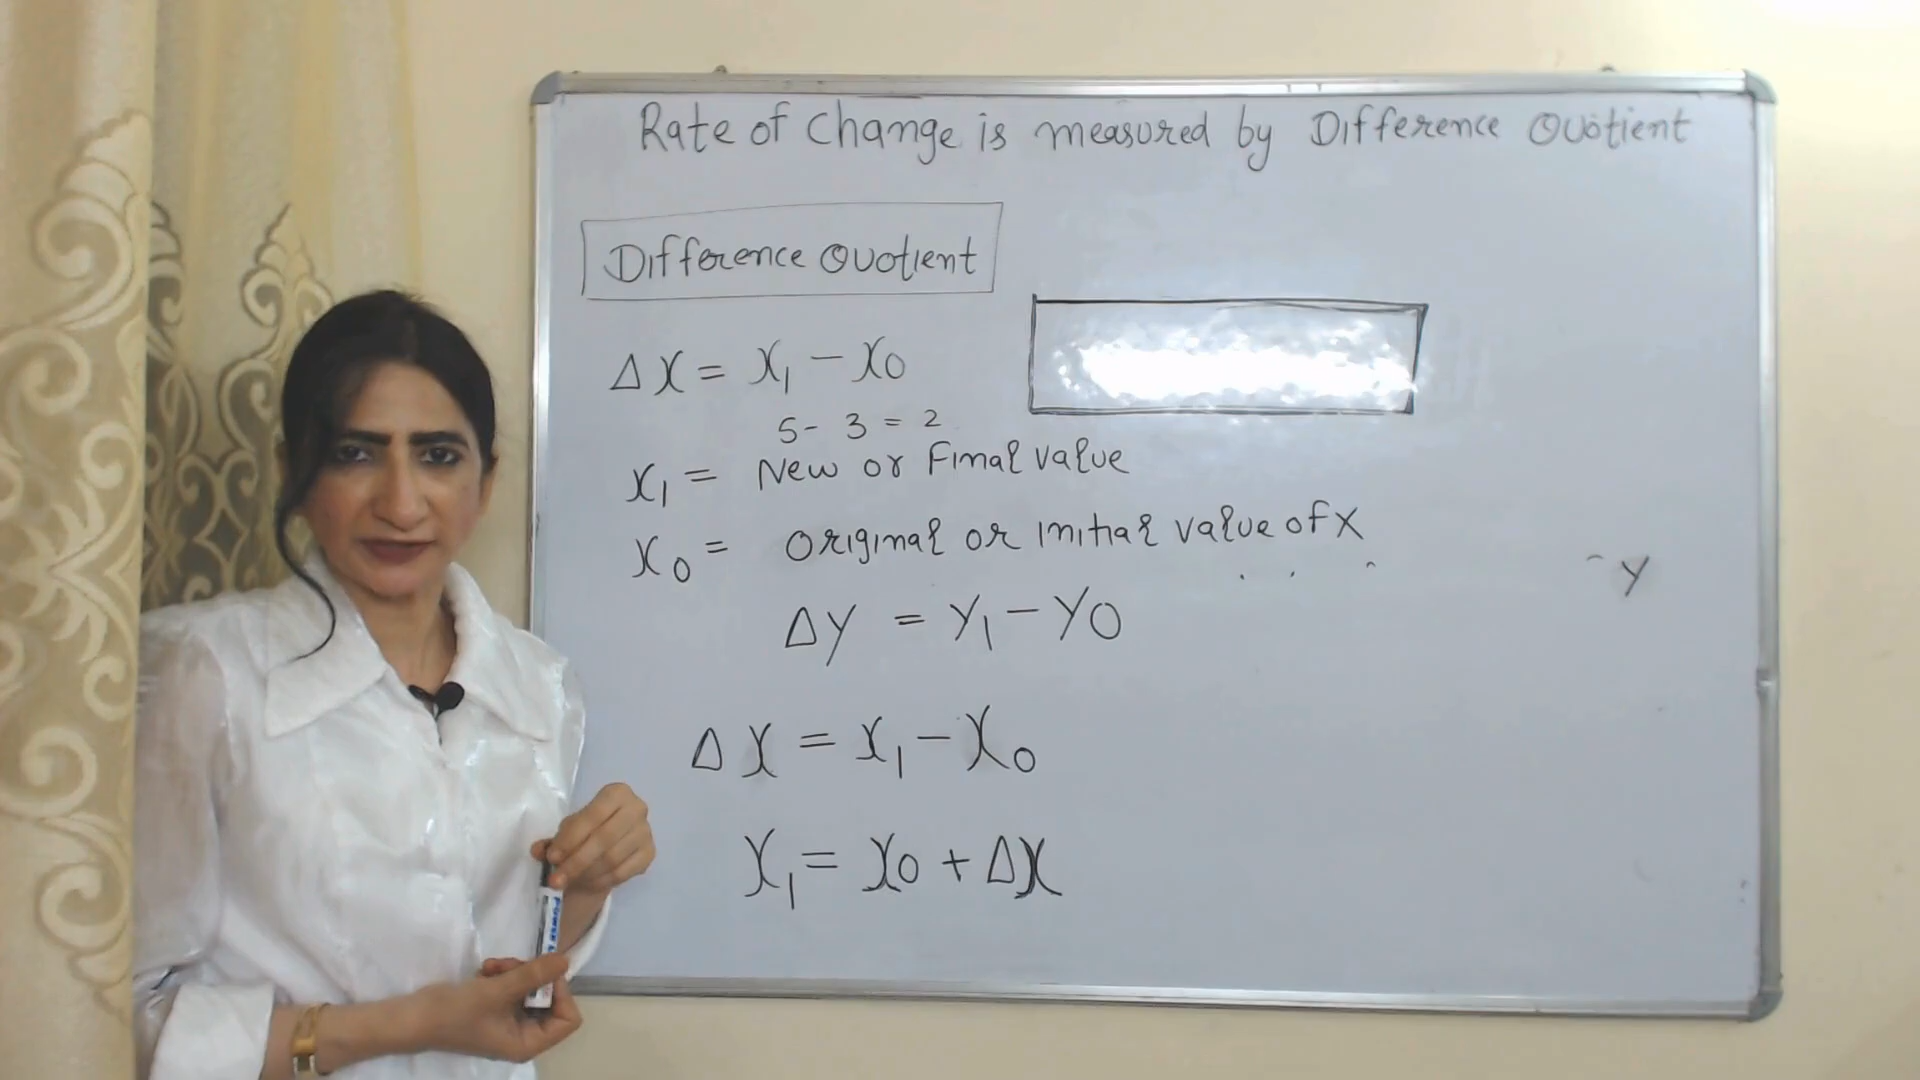 Rate of Change is measured by Difference Quotient
Difference Quotient
Δx = x₁ - x₀
5 - 3 = 2
x₁ = New or Final value
x₀ = Original or initial value of x
y
Δy = y₁ - y₀
Δx = x₁ - x₀
x₁ = x₀ + Δx